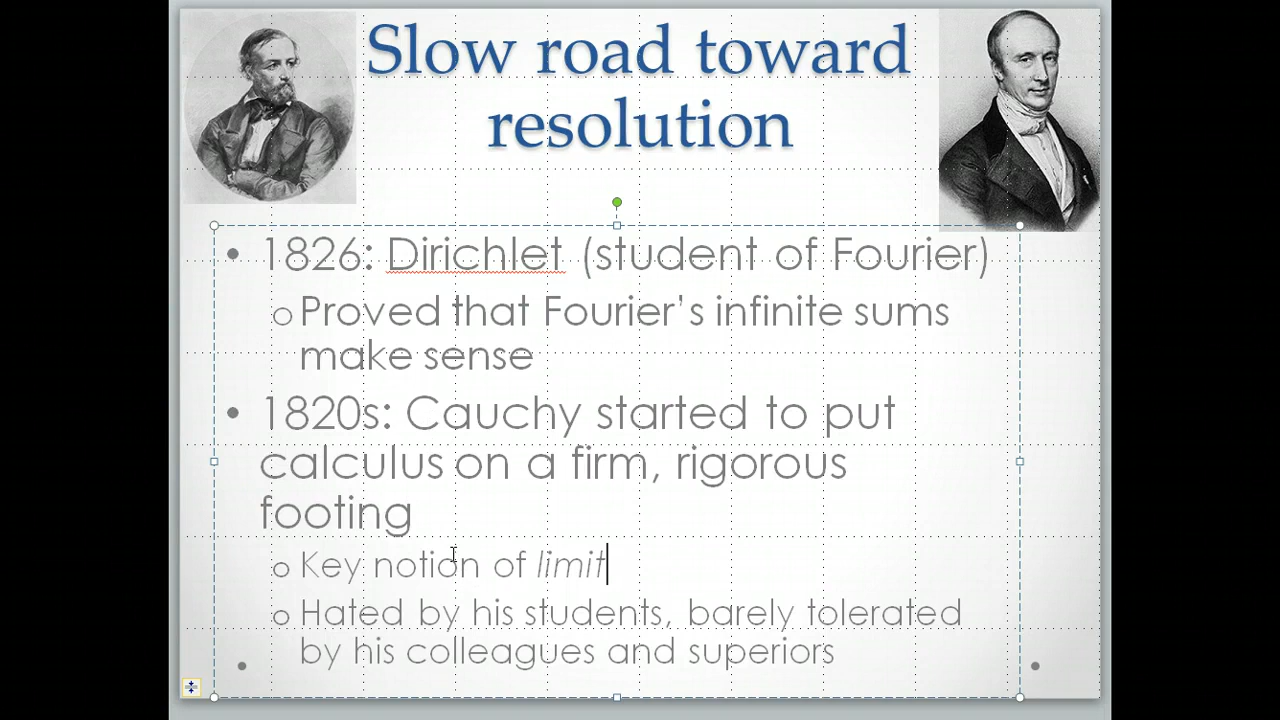 Slow road toward
resolution
• 1826: Dirichlet (student of Fourier)
o Proved that Fourier's infinite sums
make sense
• 1820s: Cauchy started to put
calculus on a firm, rigorous
footing
o Key notion of limit
o Hated by his students, barely tolerated
by his colleagues and superiors